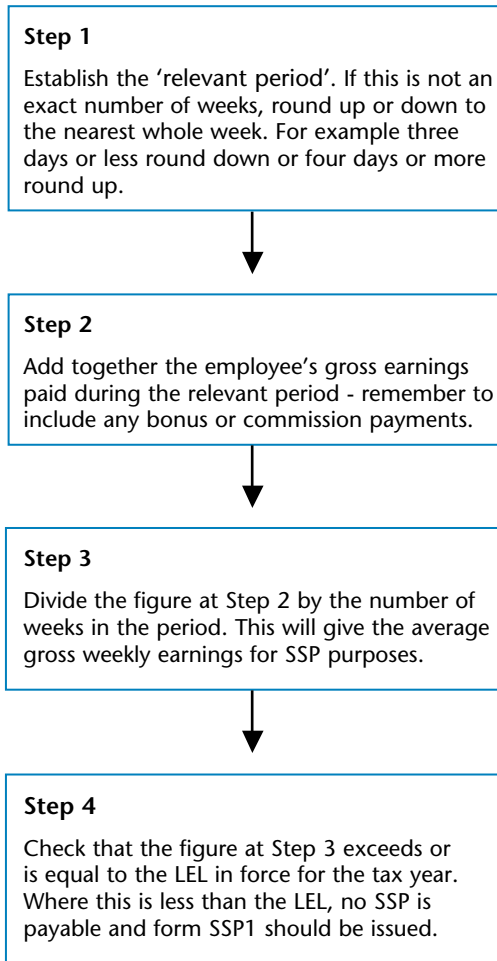 Step 1
Establish the ‘relevant period’. If this is not an
exact number of weeks, round up or down to
the nearest whole week. For example three
days or less round down or four days or more
round up.
Step 2
Add together the employee’s gross earnings
paid during the relevant period - remember to
include any bonus or commission payments.
Step 3
Divide the figure at Step 2 by the number of
weeks in the period. This will give the average
gross weekly earnings for SSP purposes.
Step 4
Check that the figure at Step 3 exceeds or
is equal to the LEL in force for the tax year.
Where this is less than the LEL, no SSP is
payable and form SSP1 should be issued.